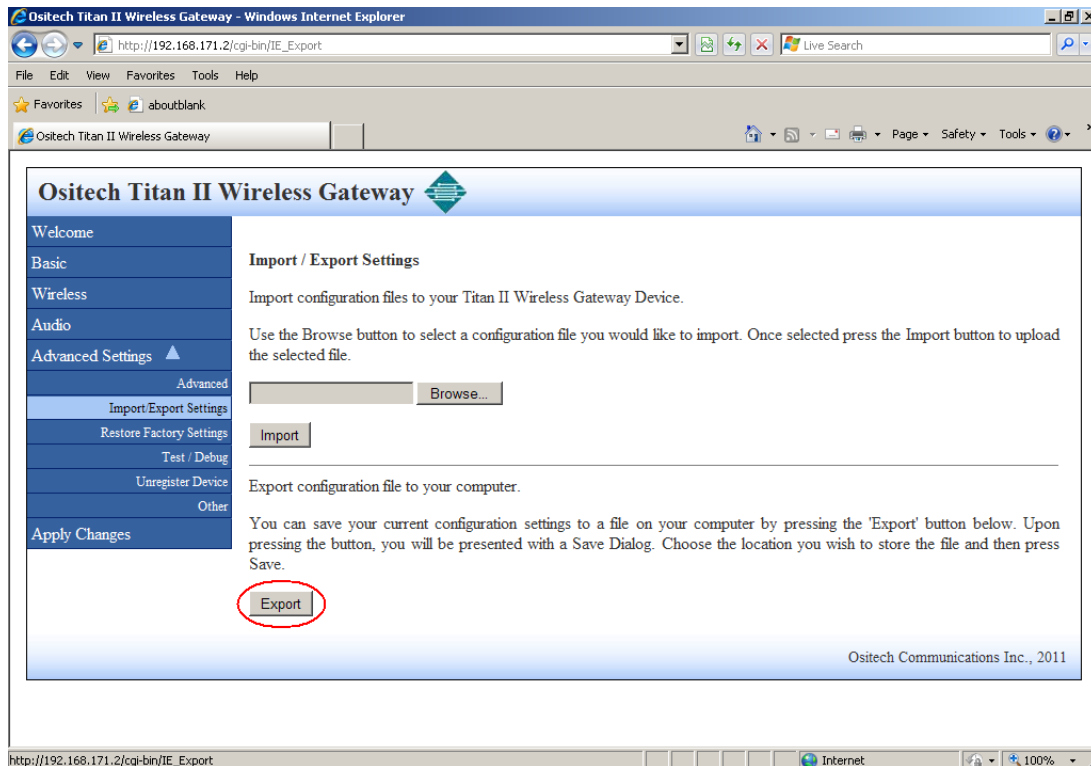 Ositech Titan II Wireless Gateway - Windows Internet Explorer
http://192.168.171.2/cgi-bin/IE_Export
Live Search
File Edit View Favorites Tools Help
Favorites aboutblank
Ositech Titan II Wireless Gateway
Page Safety Tools
Ositech Titan II Wireless Gateway
Welcome
Basic
Wireless
Audio
Advanced Settings
Advanced
Import/Export Settings
Restore Factory Settings
Test / Debug
Unregister Device
Other
Apply Changes
Import / Export Settings
Import configuration files to your Titan II Wireless Gateway Device.
Use the Browse button to select a configuration file you would like to import. Once selected press the Import button to upload
the selected file.
Browse...
Import
Export configuration file to your computer.
You can save your current configuration settings to a file on your computer by pressing the 'Export' button below. Upon
pressing the button, you will be presented with a Save Dialog. Choose the location you wish to store the file and then press
Save.
Export
Ositech Communications Inc., 2011
http://192.168.171.2/cgi-bin/IE_Export
Internet
100%